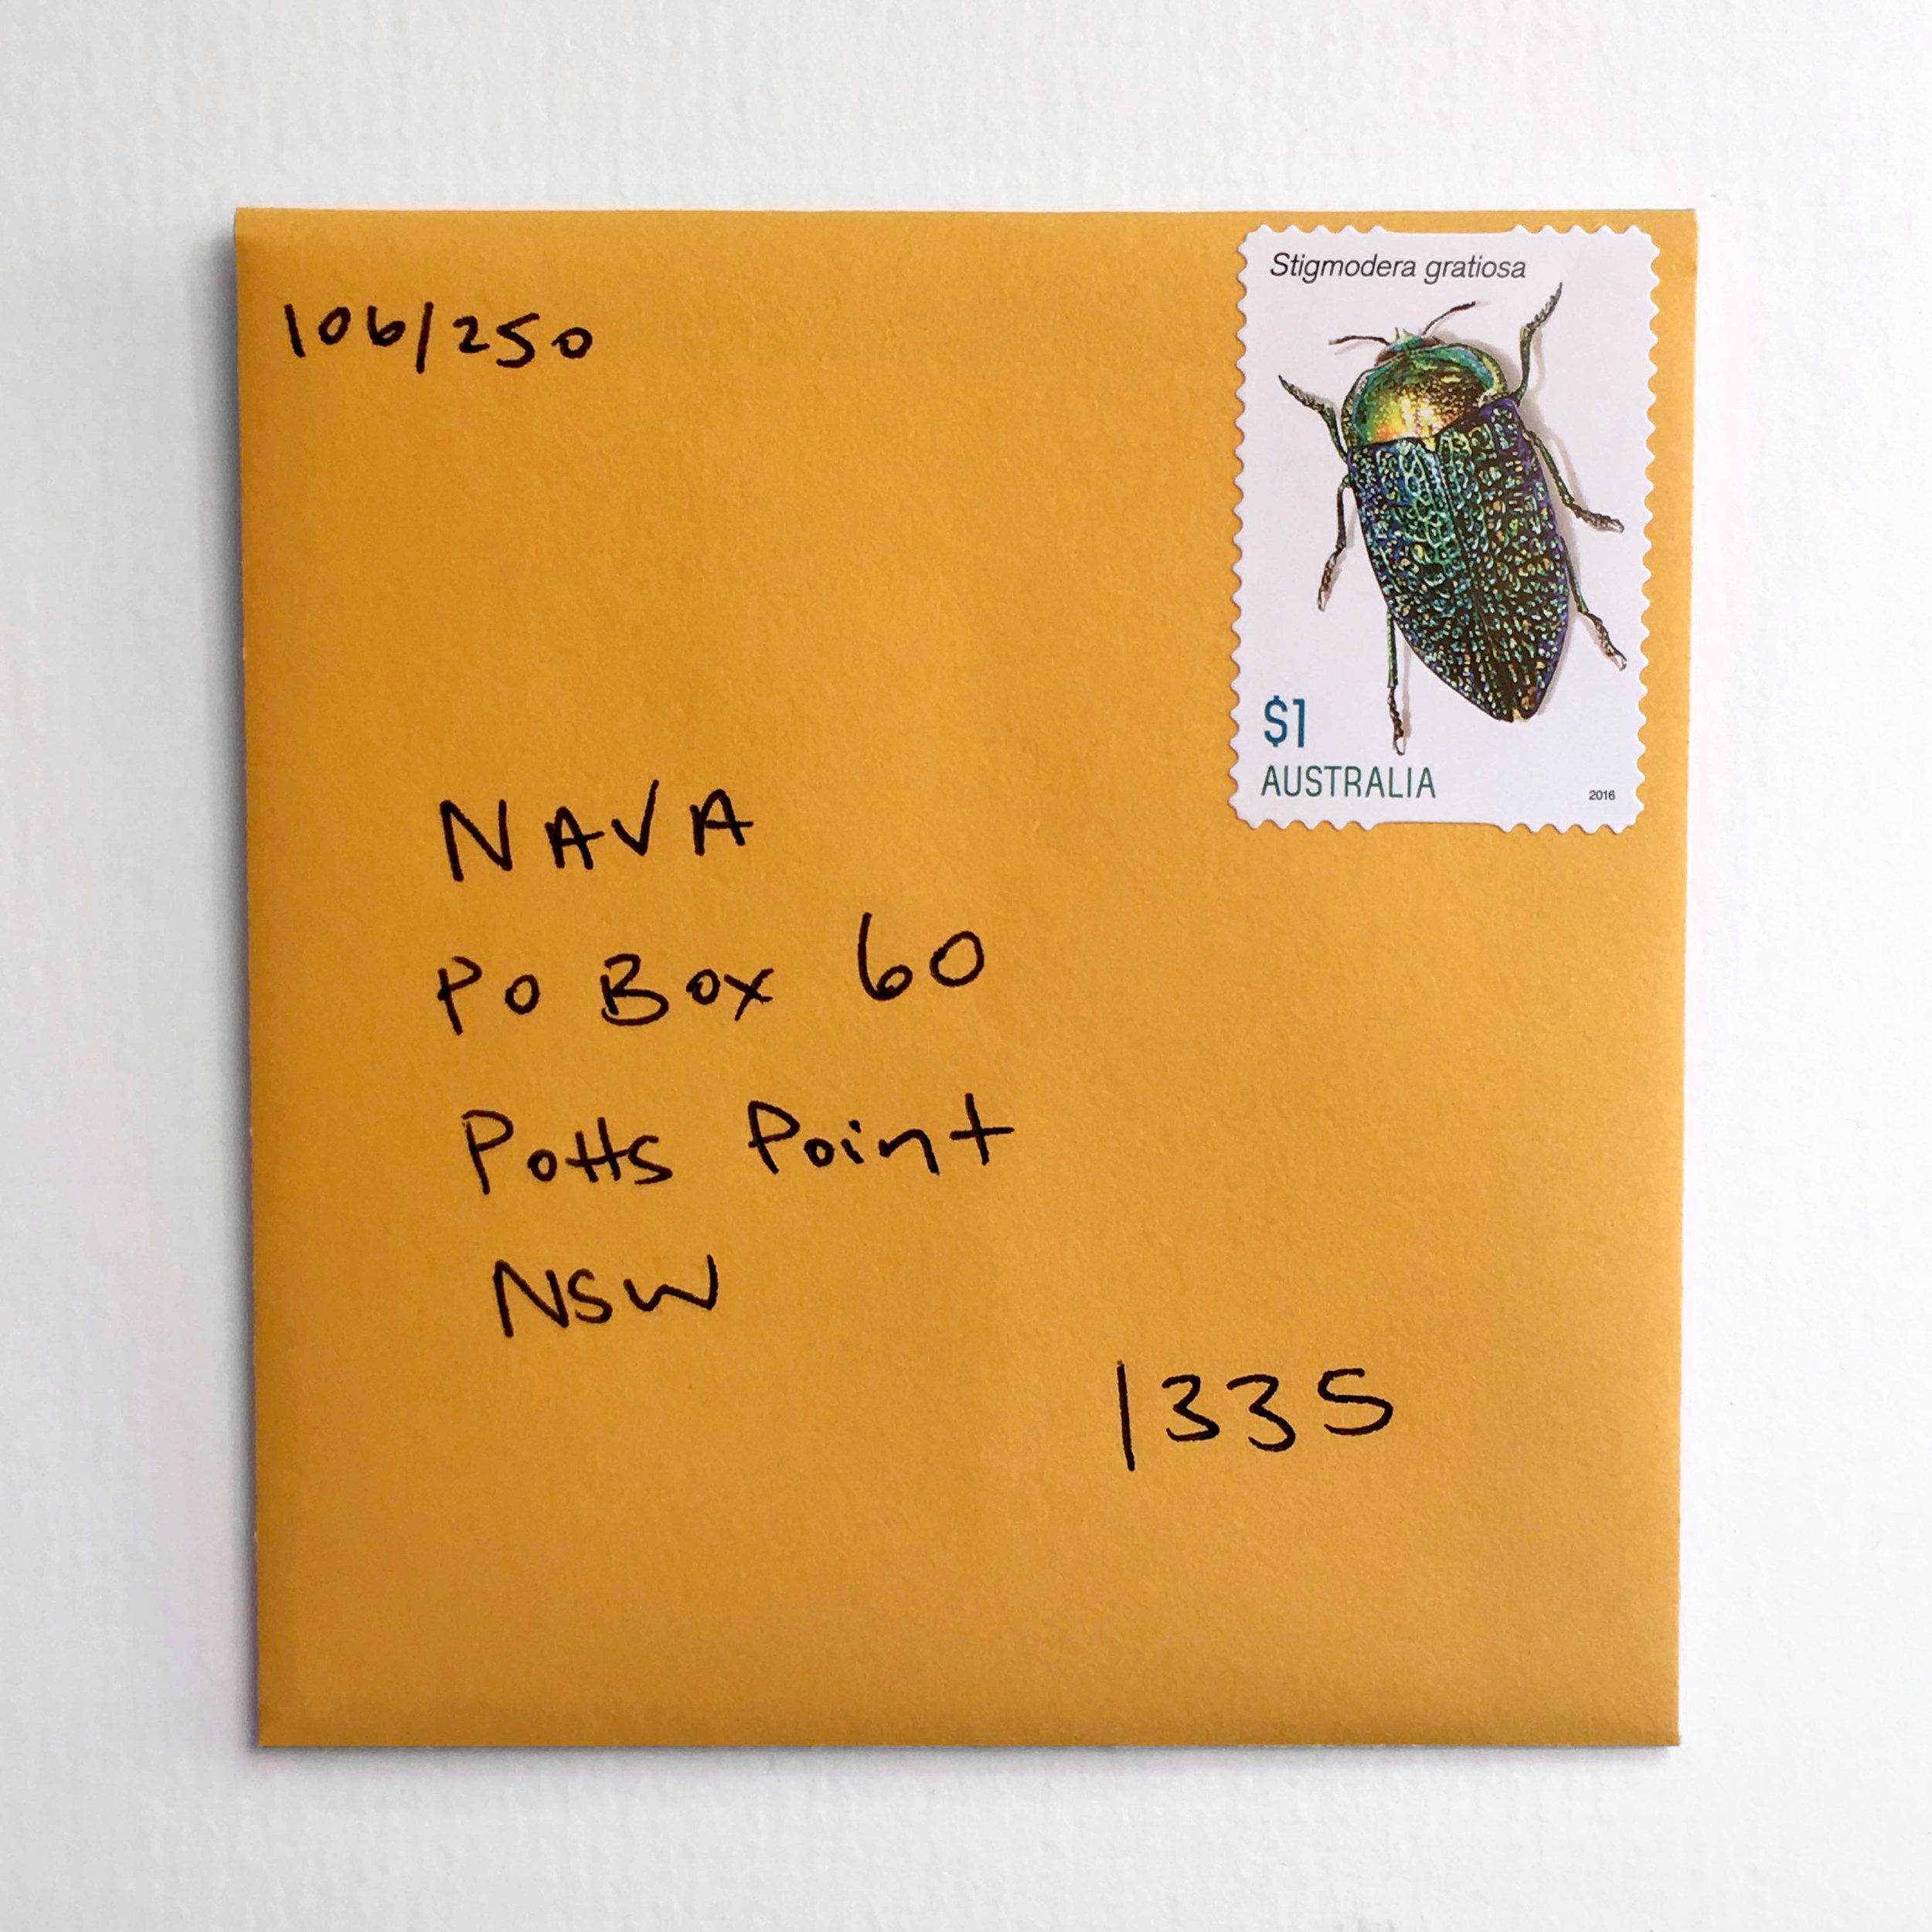 106/250
Stigmodera gratiosa
$1
AUSTRALIA
2016
NAVA
PO Box 60
Potts Point
NSW
1335